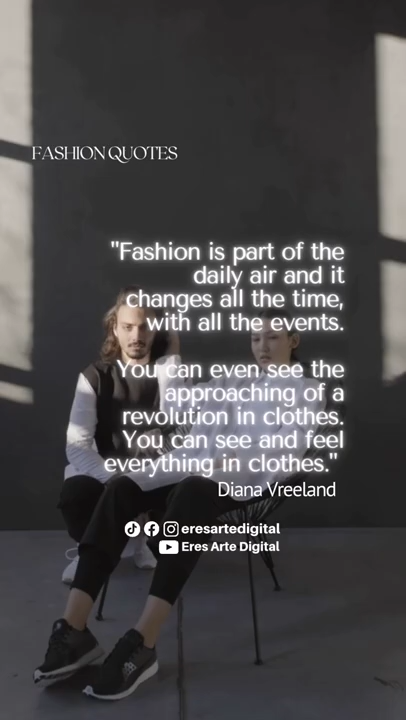 FASHION QUOTES
"Fashion is part of the
daily air and it
changes all the time,
with all the events.
You can even see the
approaching of a
revolution in clothes.
You can see and feel
everything in clothes."
Diana Vreeland
eresartedigital
Eres Arte Digital